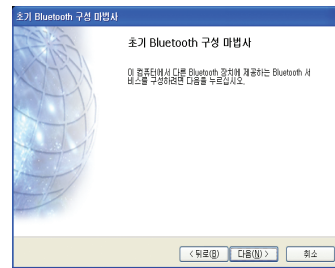 초기 Bluetooth 구성 마법사
초기 Bluetooth 구성 마법사
이 컴퓨터에서 다른 Bluetooth 장치에 제공하는 Bluetooth 서
비스를 구성하려면 다음을 누르십시오.
< 뒤로(B) 다음(N) > 취소